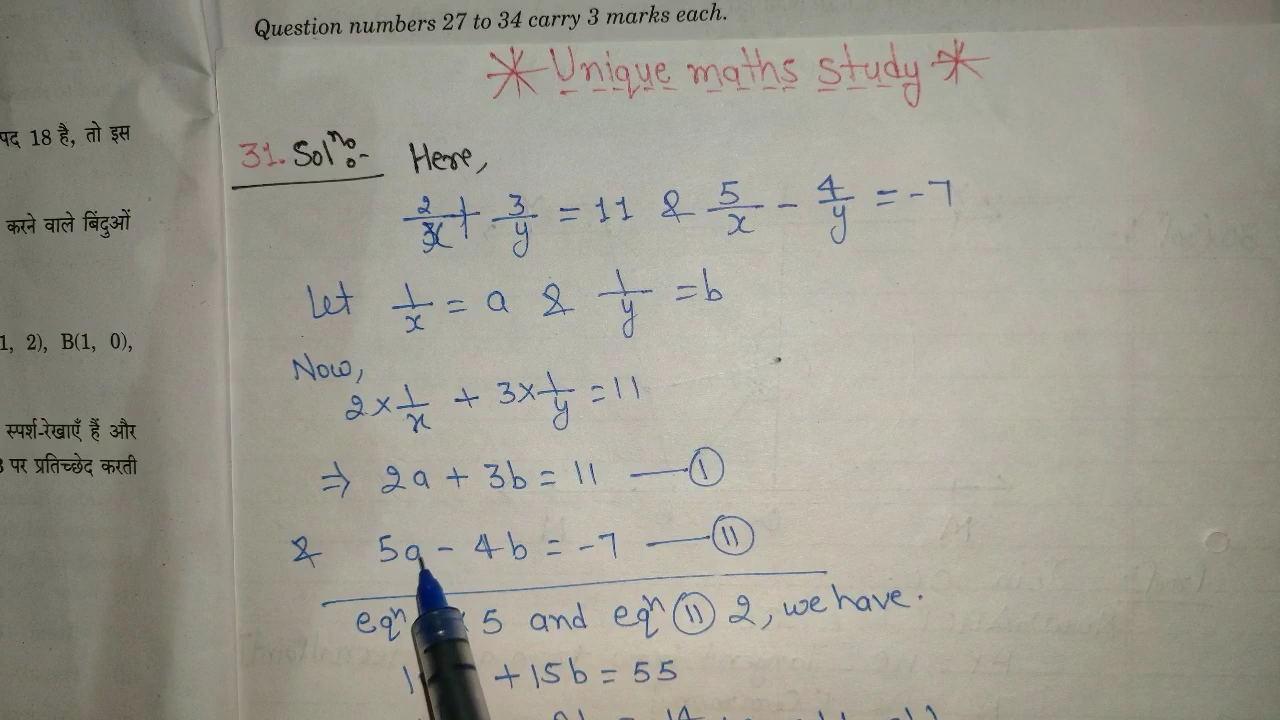 Question numbers 27 to 34 carry 3 marks each.
* Unique maths study *
पद 18 है, तो इस
करने वाले बिंदुओं
1, 2), B(1, 0),
स्पर्श-रेखाएँ हैं और
पर प्रतिच्छेद करती
31. Solⁿ:- Here,
2/x + 3/y = 11 & 5/x - 4/y = -7
Let 1/x = a & 1/y = b
Now,
2 × 1/x + 3 × 1/y = 11
⇒ 2a + 3b = 11 —— (I)
& 5a - 4b = -7 —— (II)
eqⁿ 5 and eqⁿ (II) 2, we have.
+ 15b = 55